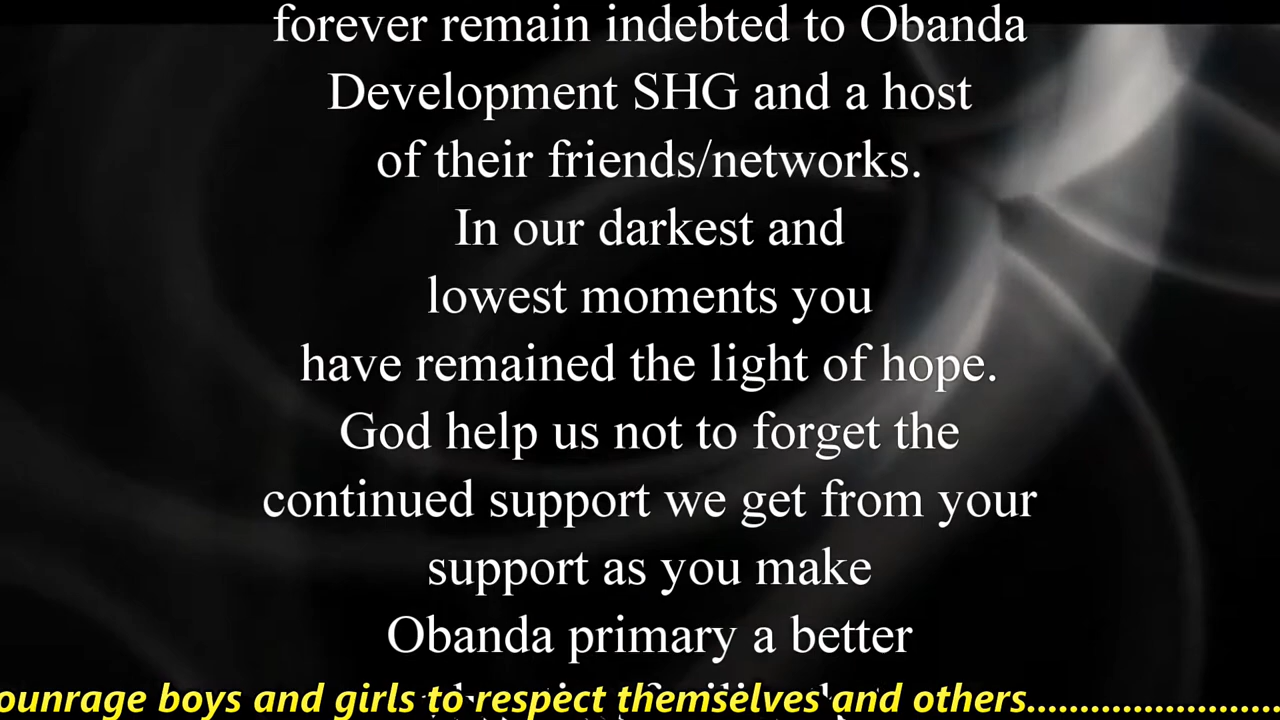 forever remain indebted to Obanda
Development SHG and a host
of their friends/networks.
In our darkest and
lowest moments you
have remained the light of hope.
God help us not to forget the
continued support we get from your
support as you make
Obanda primary a better
ounrage boys and girls to respect themselves and others.......................